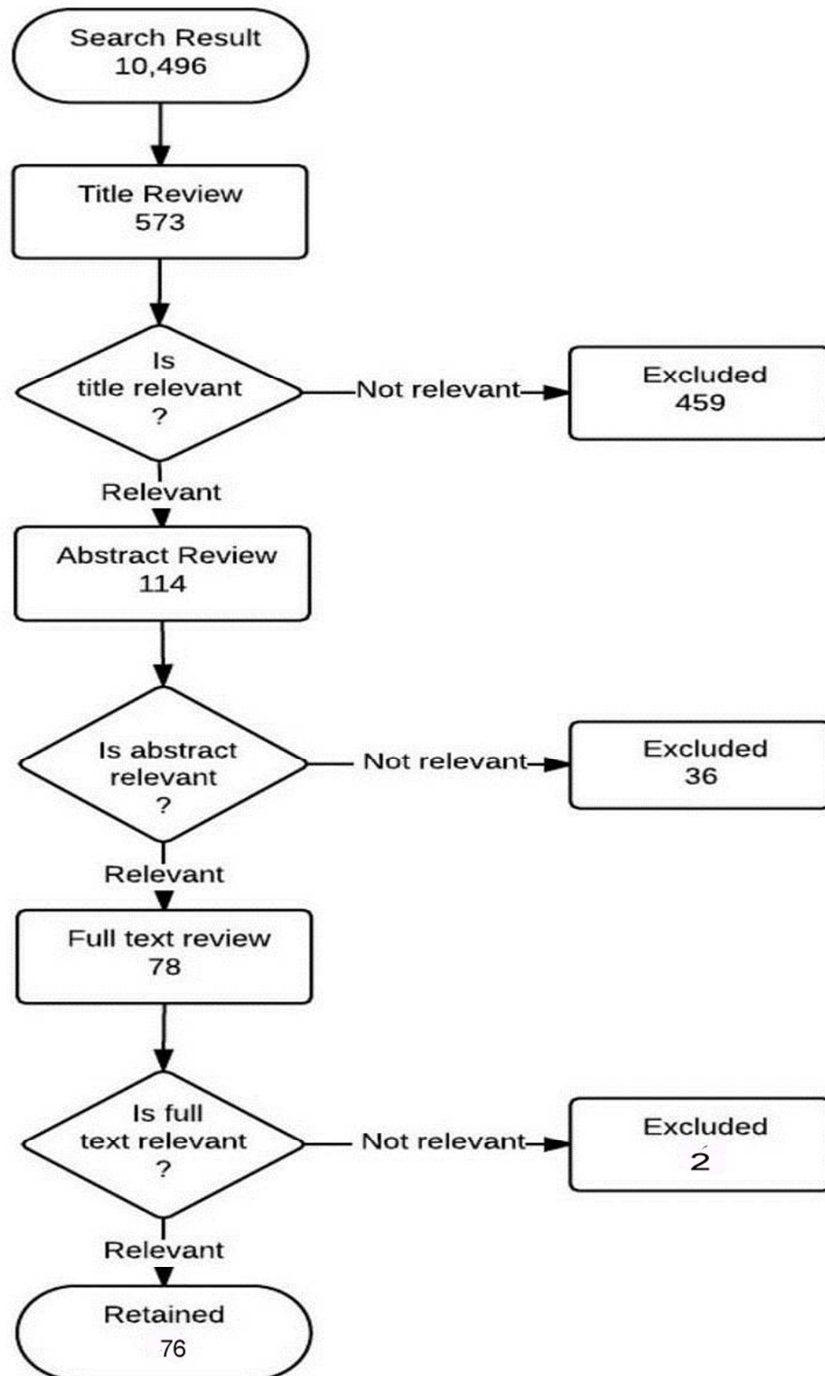 Search Result
10,496
Title Review
573
Is
title relevant
?
Not relevant
Excluded
459
Relevant
Abstract Review
114
Is abstract
relevant
?
Not relevant
Excluded
36
Relevant
Full text review
78
Is full
text relevant
?
Not relevant
Excluded
2
Relevant
Retained
76